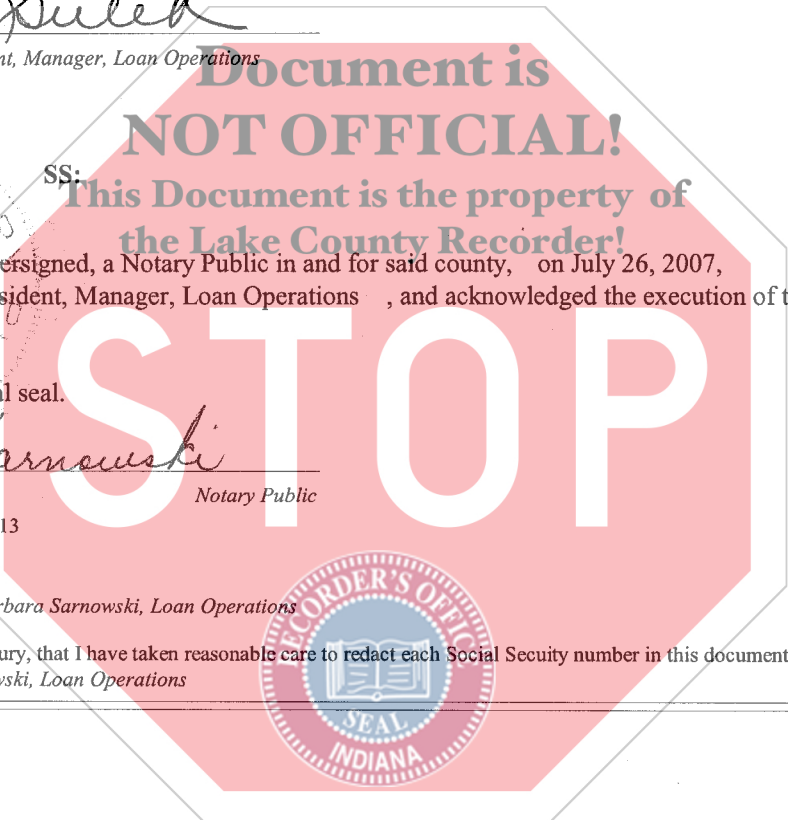 nt, Manager, Loan Operations
Document is
NOT OFFICIAL!
SS:
This Document is the property of
the Lake County Recorder!
ersigned, a Notary Public in and for said county, on July 26, 2007,
sident, Manager, Loan Operations , and acknowledged the execution of t
STOP
al seal.
arnowski
Notary Public
13
rbara Sarnowski, Loan Operations
ury, that I have taken reasonable care to redact each Social Secuity number in this document
vski, Loan Operations
RECORDER'S OFFICE
SEAL
INDIANA